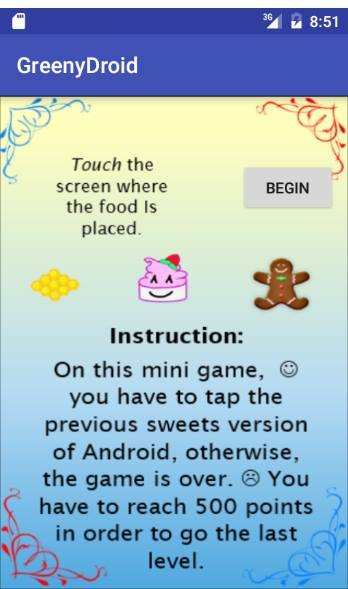 3G 8:51
GreenyDroid
Touch the
screen where
the food Is
placed.
BEGIN
Instruction:
On this mini game, ☺
you have to tap the
previous sweets version
of Android, otherwise,
the game is over. ☹ You
have to reach 500 points
in order to go the last
level.